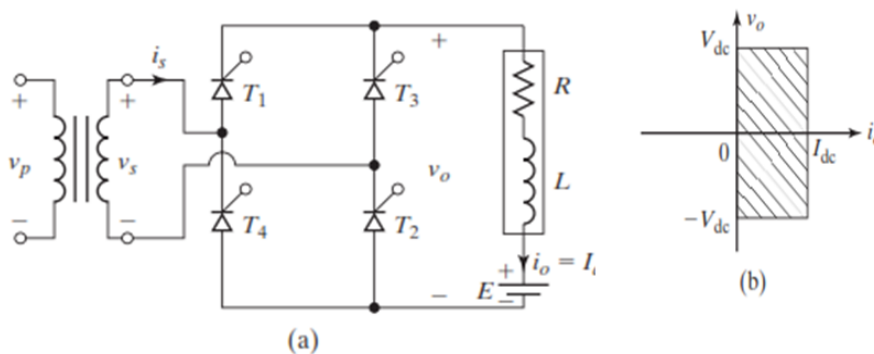 i_s
+
−
v_p
+
−
v_s
T_1
T_3
T_4
T_2
+
v_o
−
R
L
+ i_o = I
E
−
(a)
v_o
V_dc
0
I_dc
i
−V_dc
(b)